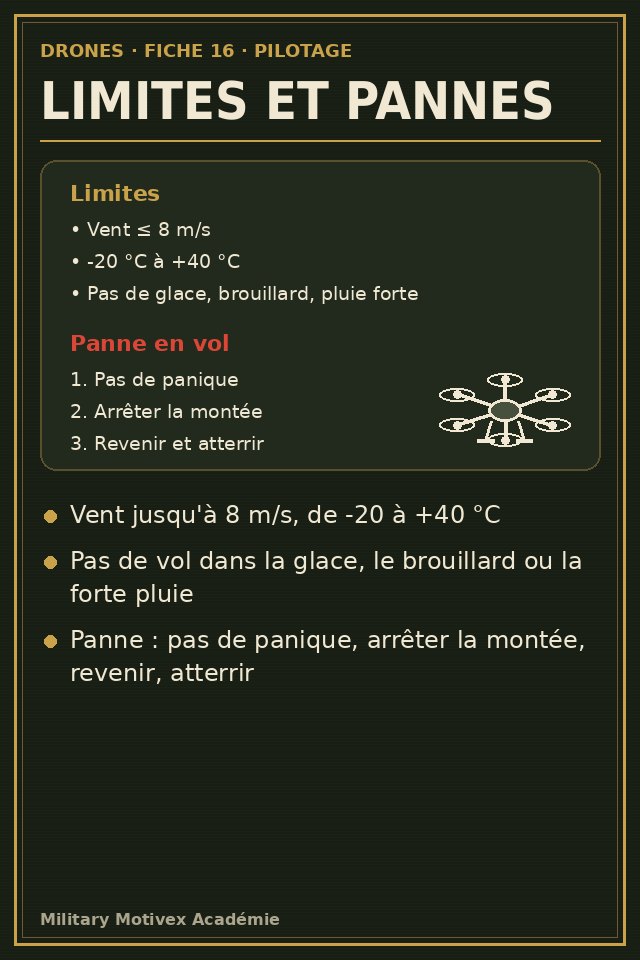 DRONES · FICHE 16 · PILOTAGE
LIMITES ET PANNES
Limites
• Vent ≤ 8 m/s
• -20 °C à +40 °C
• Pas de glace, brouillard, pluie forte
Panne en vol
1. Pas de panique
2. Arrêter la montée
3. Revenir et atterrir
Vent jusqu'à 8 m/s, de -20 à +40 °C
Pas de vol dans la glace, le brouillard ou la
forte pluie
Panne : pas de panique, arrêter la montée,
revenir, atterrir
Military Motivex Académie